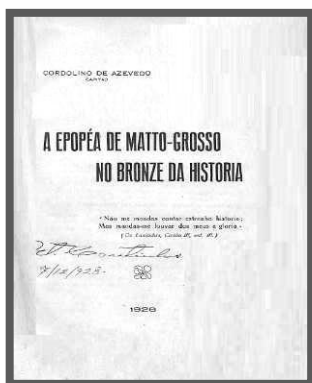 CORDOLINO DE AZEVEDO
CAPITÃO
A EPOPÉA DE MATTO-GROSSO
NO BRONZE DA HISTORIA
« Não me mandas contar estranha historia;
Mas mandas-me louvar dos meus a gloria »
(Os Lusiadas, Canto III, est. III.)
1926